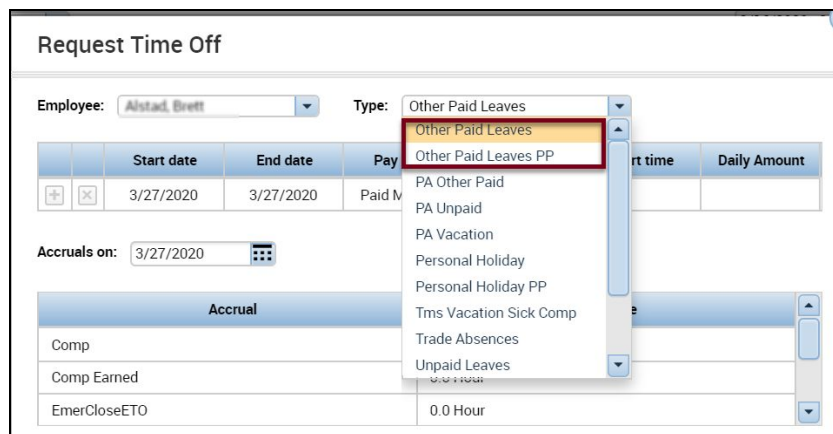 Request Time Off
Employee: Alstad, Brett Type: Other Paid Leaves
Other Paid Leaves
Other Paid Leaves PP
PA Other Paid
PA Unpaid
PA Vacation
Personal Holiday
Personal Holiday PP
Tms Vacation Sick Comp
Trade Absences
Unpaid Leaves
Start date End date Pay rt time Daily Amount
3/27/2020 3/27/2020 Paid M
Accruals on: 3/27/2020
Accrual e
Comp
Comp Earned
EmerCloseETO 0.0 Hour